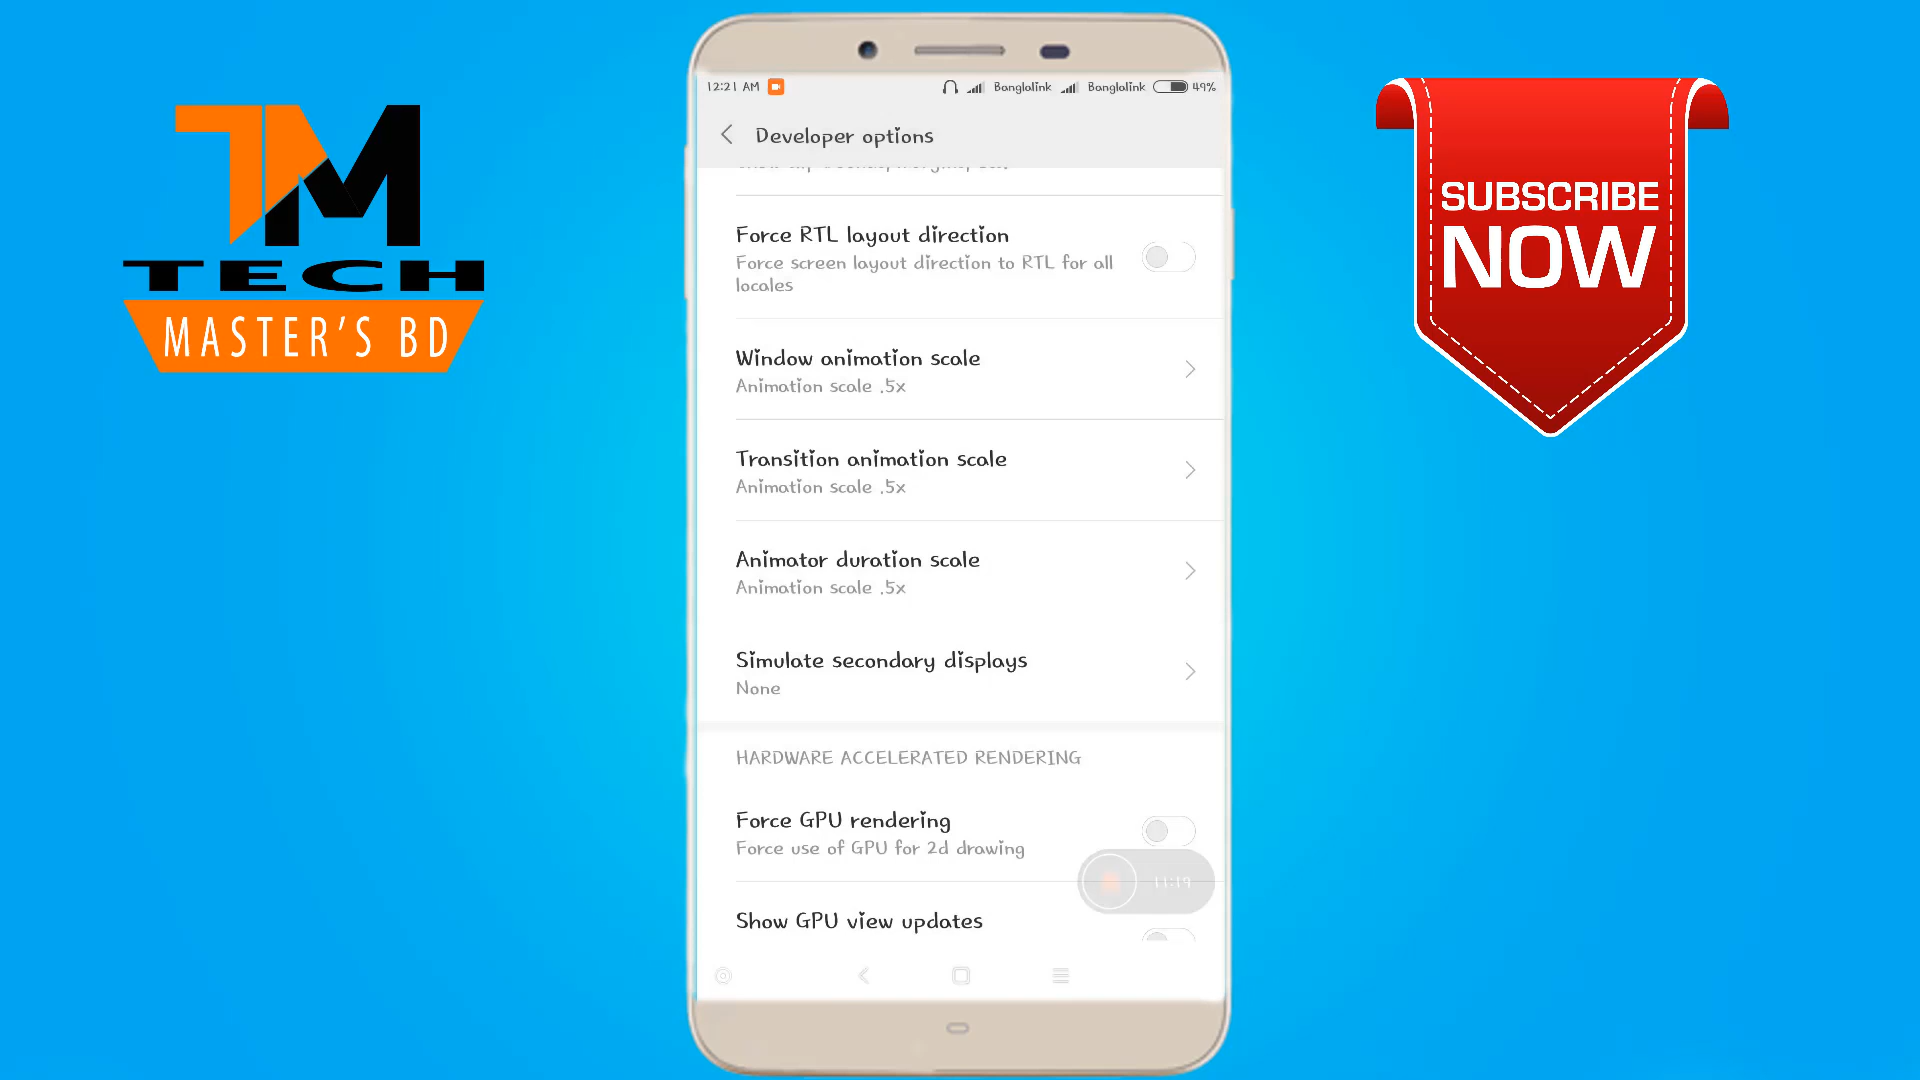 TM
TECH
MASTER'S BD
12:21 AM
Banglalink Banglalink 49%
Developer options
Force RTL layout direction
Force screen layout direction to RTL for all
locales
Window animation scale
Animation scale .5x
Transition animation scale
Animation scale .5x
Animator duration scale
Animation scale .5x
Simulate secondary displays
None
HARDWARE ACCELERATED RENDERING
Force GPU rendering
Force use of GPU for 2d drawing
11:19
Show GPU view updates
SUBSCRIBE
NOW